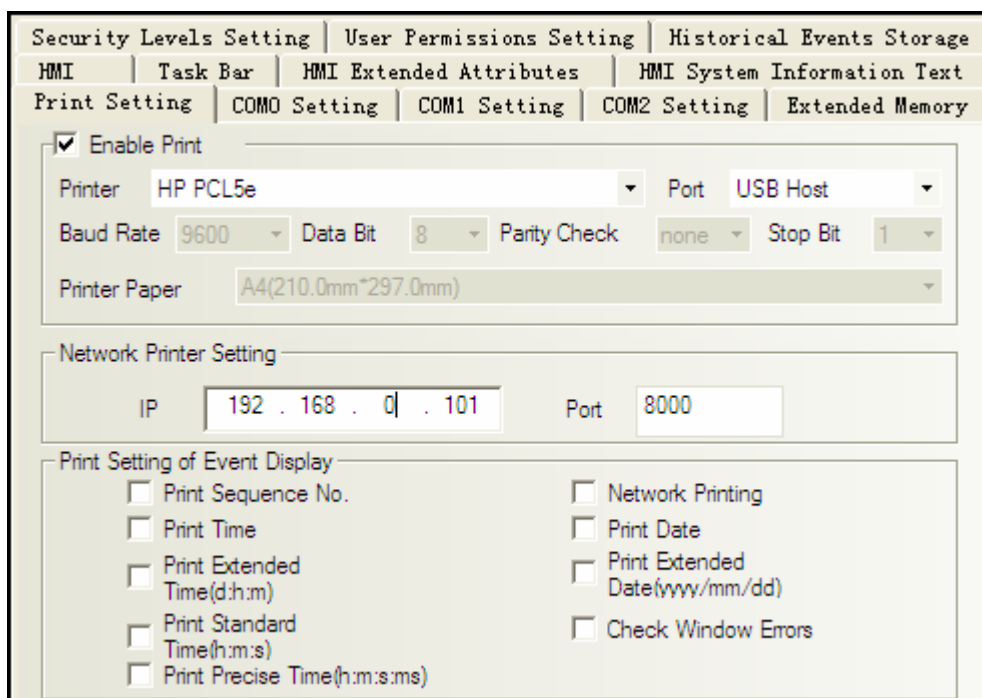 Security Levels Setting User Permissions Setting Historical Events Storage
HMI Task Bar HMI Extended Attributes HMI System Information Text
Print Setting COM0 Setting COM1 Setting COM2 Setting Extended Memory
Enable Print
Printer HP PCL5e Port USB Host
Baud Rate 9600 Data Bit 8 Parity Check none Stop Bit 1
Printer Paper A4(210.0mm*297.0mm)
Network Printer Setting
IP 192 . 168 . 0 . 101 Port 8000
Print Setting of Event Display
Print Sequence No. Network Printing
Print Time Print Date
Print Extended
Time(d:h:m)
Print Extended
Date(yyyy/mm/dd)
Print Standard
Time(h:m:s)
Check Window Errors
Print Precise Time(h:m:s:ms)